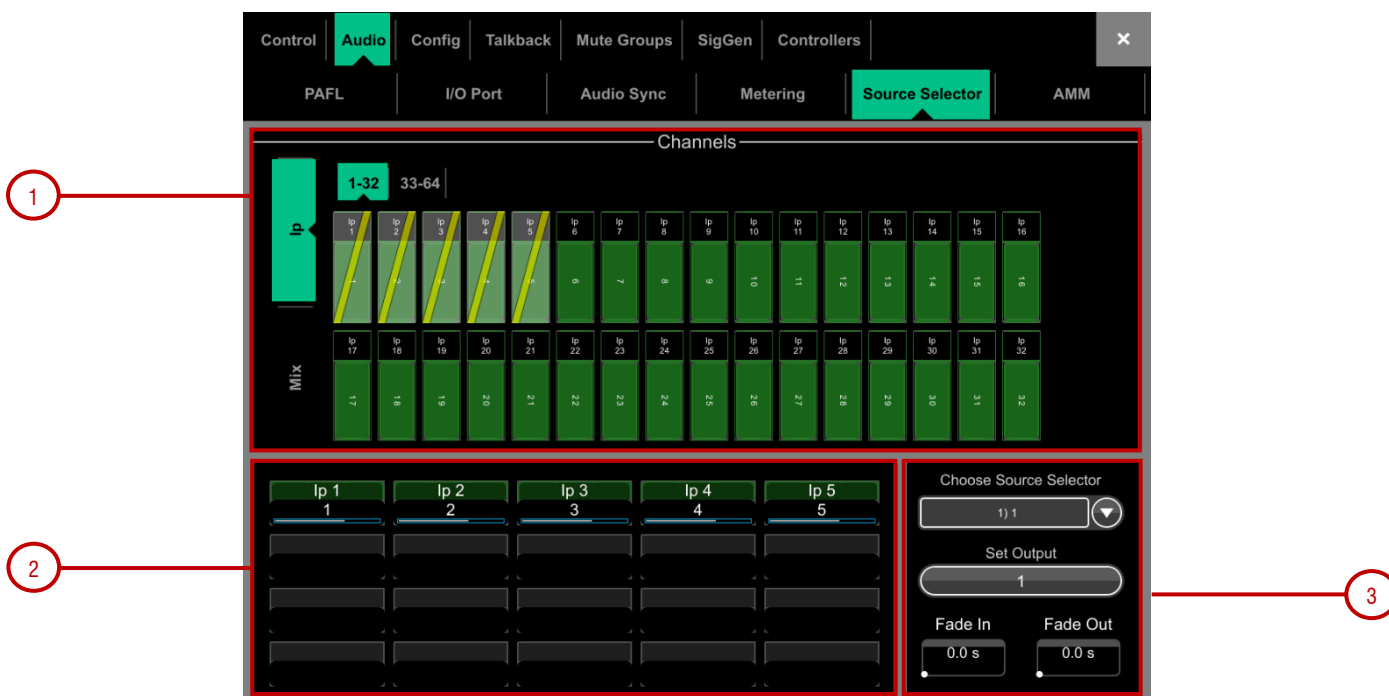 Control Audio Config Talkback Mute Groups SigGen Controllers ×
PAFL I/O Port Audio Sync Metering Source Selector AMM
Channels
1
Ip
1-32 33-64
Ip 1 Ip 2 Ip 3 Ip 4 Ip 5 Ip 6 Ip 7 Ip 8 Ip 9 Ip 10 Ip 11 Ip 12 Ip 13 Ip 14 Ip 15 Ip 16
1 2 3 4 5 6 7 8 9 10 11 12 13 14 15 16
Ip 17 Ip 18 Ip 19 Ip 20 Ip 21 Ip 22 Ip 23 Ip 24 Ip 25 Ip 26 Ip 27 Ip 28 Ip 29 Ip 30 Ip 31 Ip 32
Mix
17 18 19 20 21 22 23 24 25 26 27 28 29 30 31 32
2
Ip 1 Ip 2 Ip 3 Ip 4 Ip 5
1 2 3 4 5
Choose Source Selector
1) 1
Set Output
1
Fade In Fade Out
0.0 s 0.0 s
3